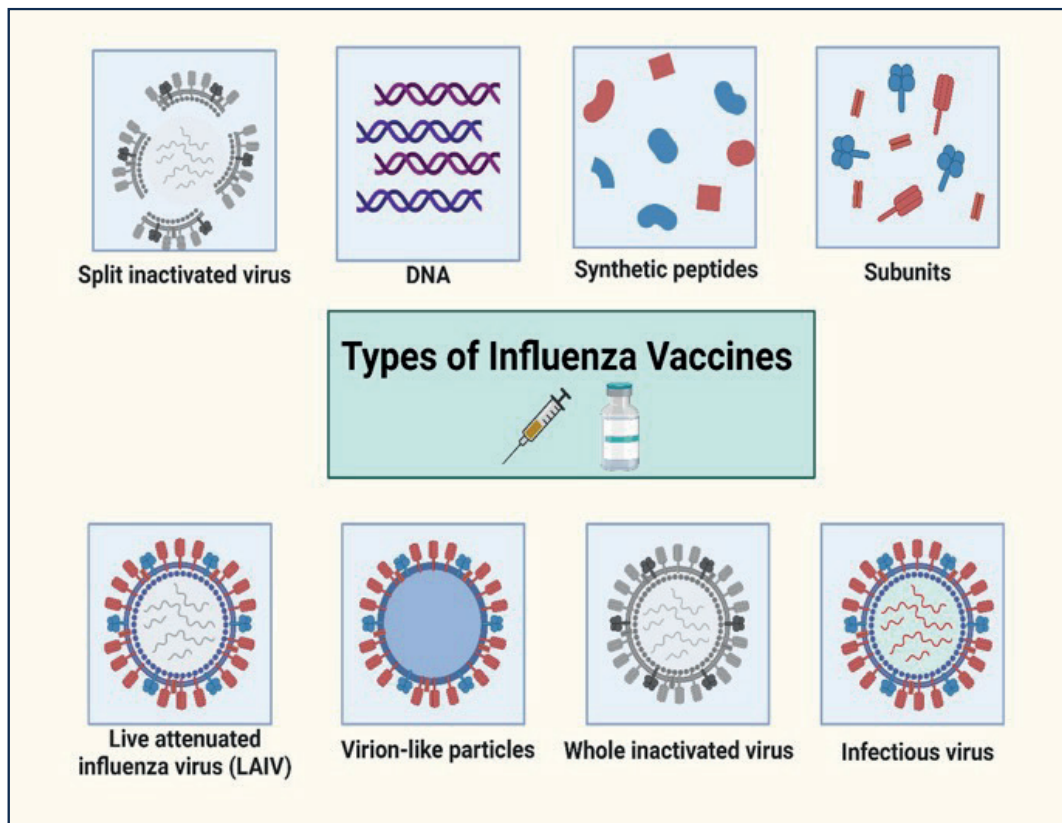 Split inactivated virus
DNA
Synthetic peptides
Subunits
Types of Influenza Vaccines
Live attenuated
influenza virus (LAIV)
Virion-like particles
Whole inactivated virus
Infectious virus